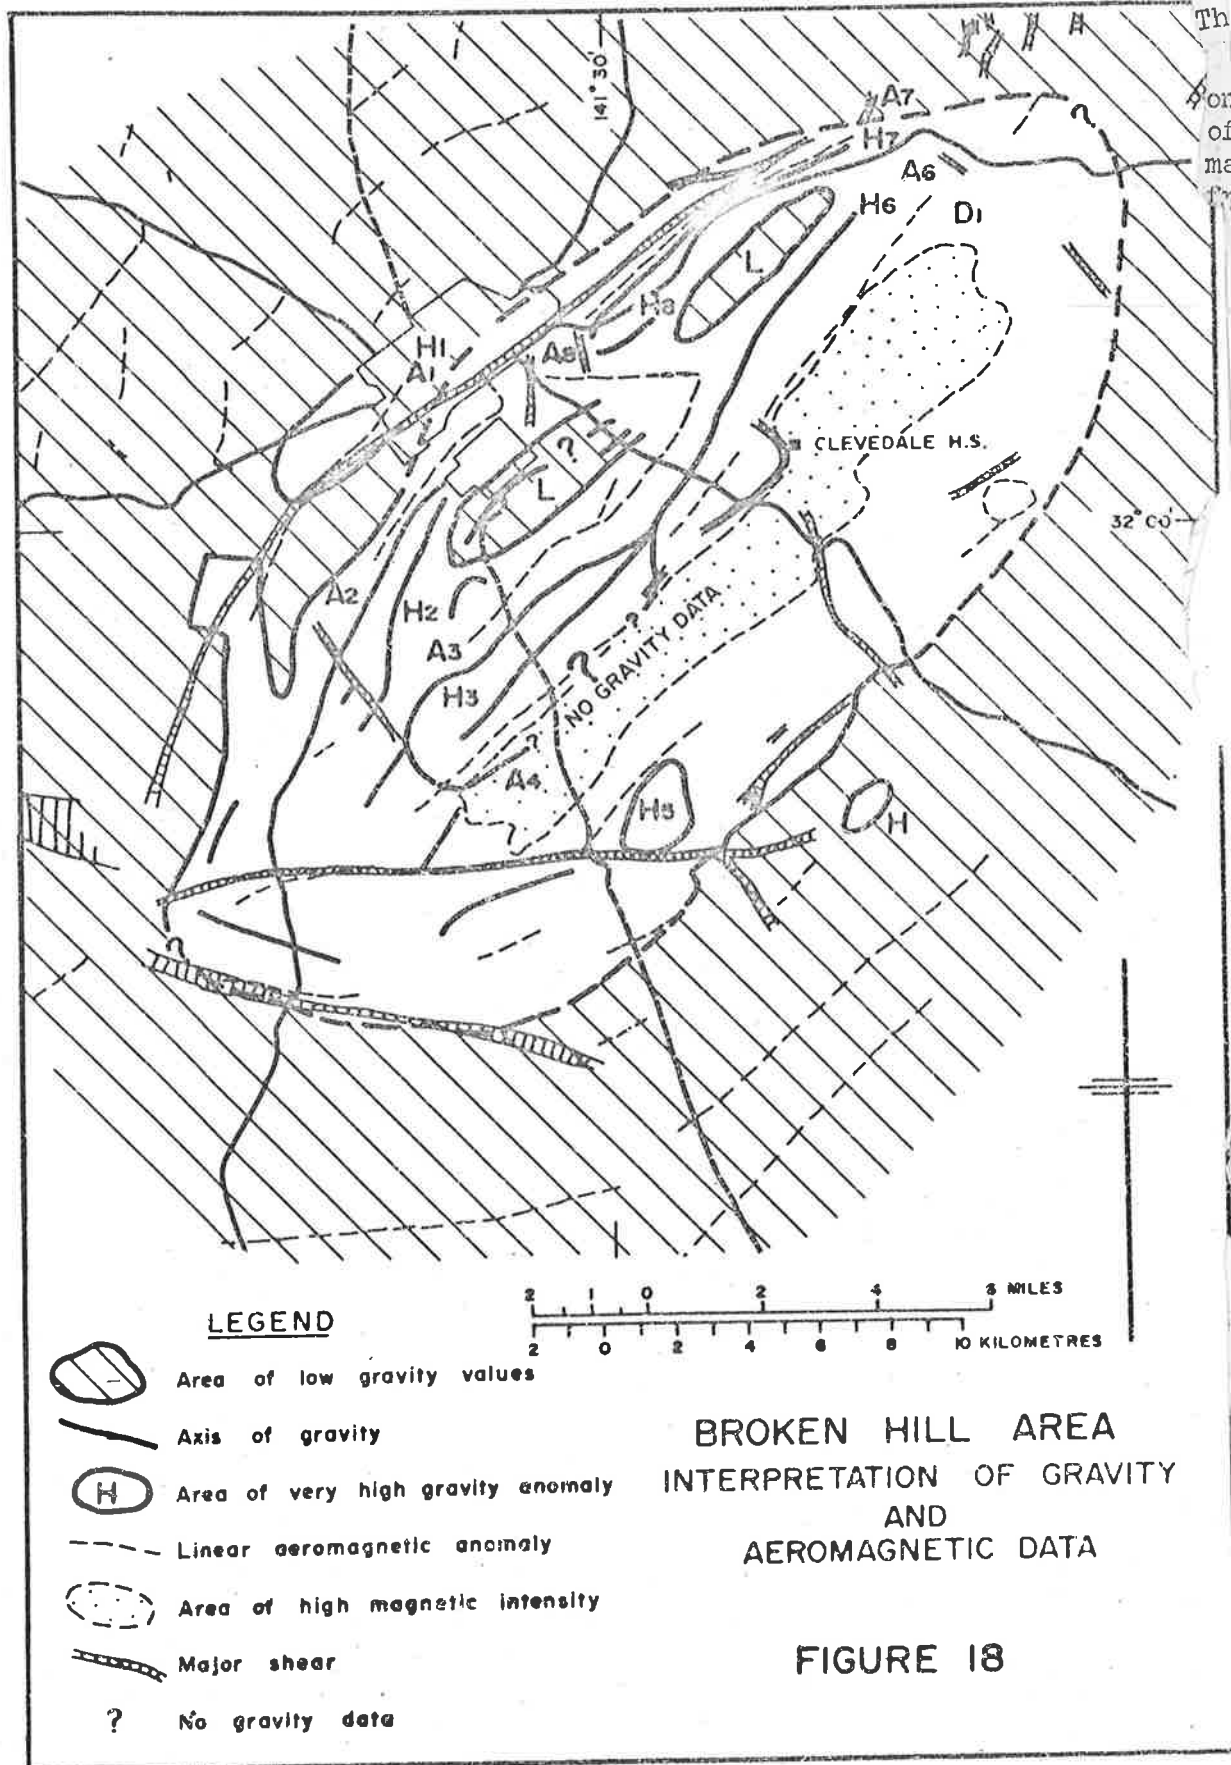 Th
on
of
ma
141° 30'
A7
H7
A6
H6
D1
L
H8
H1
A1
A5
?
CLEVEDALE H.S.
L
32° 00'
A2
H2
A3
?
H3
?
NO GRAVITY DATA
?
A4
H5
H
?
2 1 0 2 4 MILES
2 0 2 4 6 8 10 KILOMETRES
LEGEND
Area of low gravity values
Axis of gravity
H Area of very high gravity anomaly
Linear aeromagnetic anomaly
Area of high magnetic intensity
Major shear
? No gravity data
BROKEN HILL AREA
INTERPRETATION OF GRAVITY
AND
AEROMAGNETIC DATA
FIGURE 18